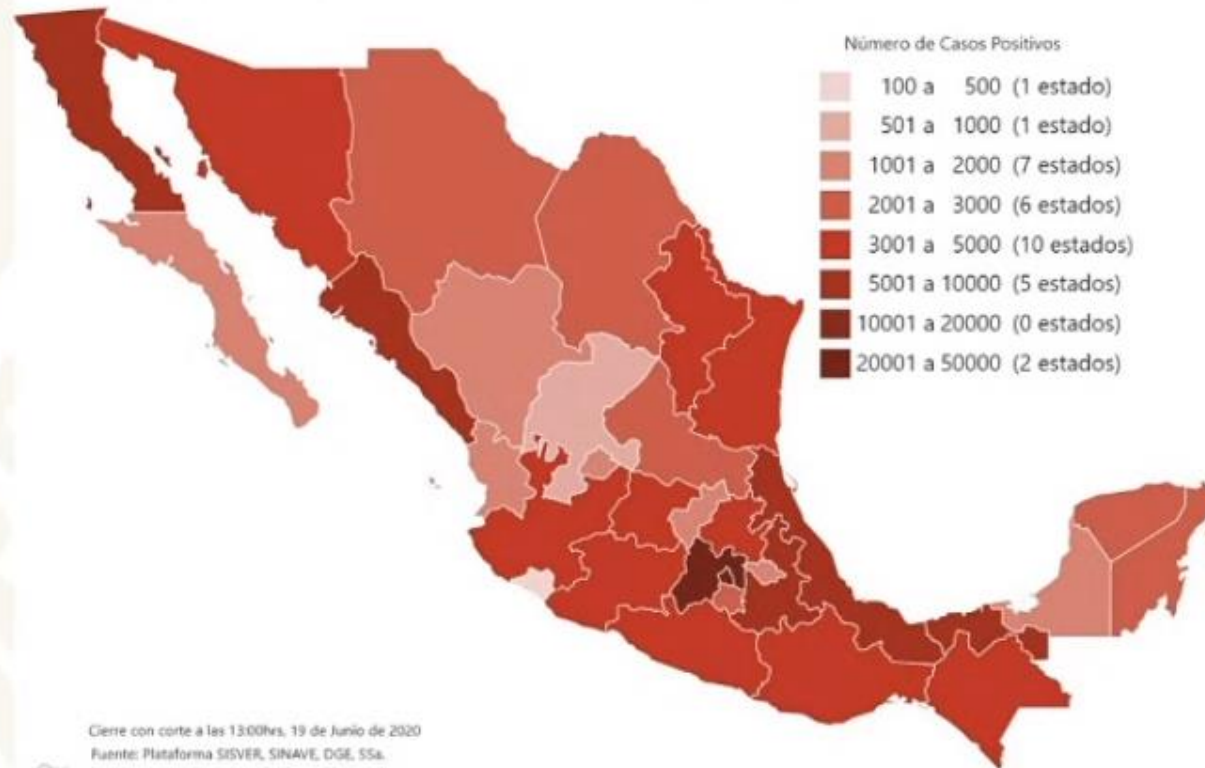 Número de Casos Positivos
100 a 500 (1 estado)
501 a 1000 (1 estado)
1001 a 2000 (7 estados)
2001 a 3000 (6 estados)
3001 a 5000 (10 estados)
5001 a 10000 (5 estados)
10001 a 20000 (0 estados)
20001 a 50000 (2 estados)
Cierre con corte a las 13:00hrs, 19 de Junio de 2020
Fuente: Plataforma SISVER, SINAVE, DGE, SSa.